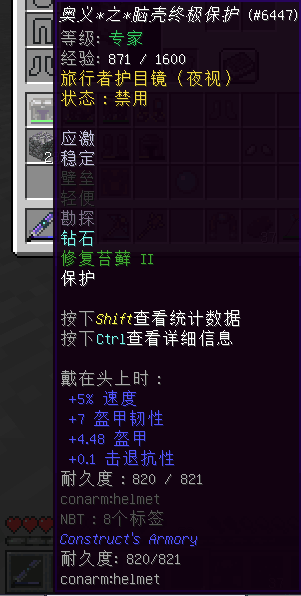 奥义*之*脑壳终极保护 (#6447)
等级: 专家
经验: 871 / 1600
旅行者护目镜（夜视）
状态：禁用
应激
稳定
壁垒
轻便
勘探
钻石
修复苔藓 II
保护
按下Shift查看统计数据
按下Ctrl查看详细信息
戴在头上时：
+5% 速度
+7 盔甲韧性
+4.48 盔甲
+0.1 击退抗性
耐久度：820 / 821
conarm:helmet
NBT：8个标签
Construct's Armory
耐久度: 820/821
conarm:helmet
2